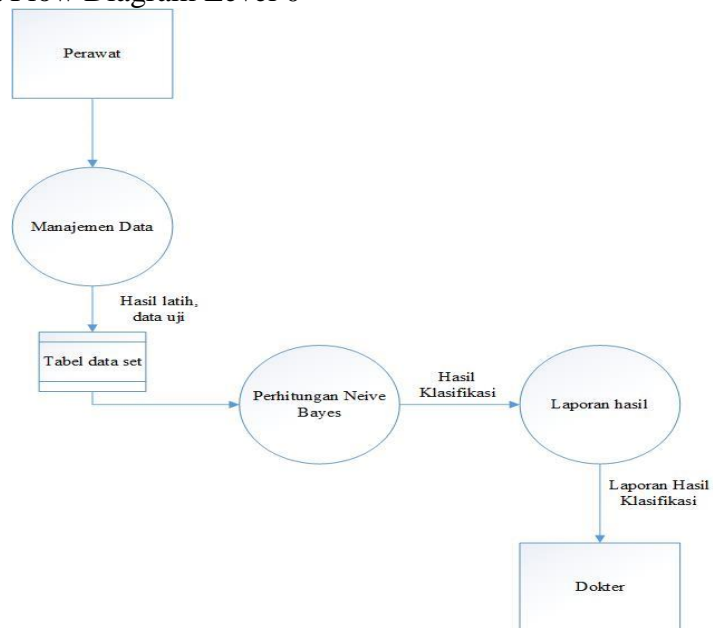 Flow Diagram Level 0
Perawat
Manajemen Data
Hasil latih,
data uji
Tabel data set
Perhitungan Neive
Bayes
Hasil
Klasifikasi
Laporan hasil
Laporan Hasil
Klasifikasi
Dokter